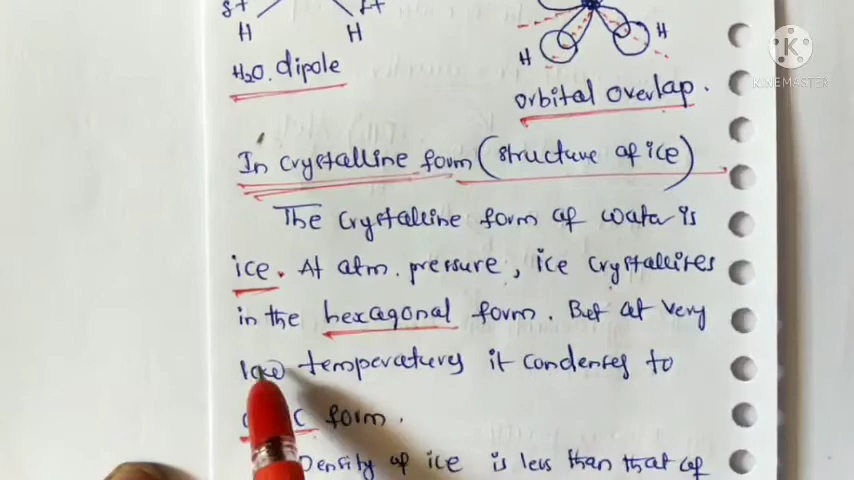 δ+ δ+
H H H H
H₂O. dipole
orbital overlap.
KINEMASTER
In crystalline form (structure of ice)
The crystalline form of water is
ice. At atm. pressure, ice crystallises
in the hexagonal form. But at very
low temperatures it condenses to
form.
Density of ice is less than that of